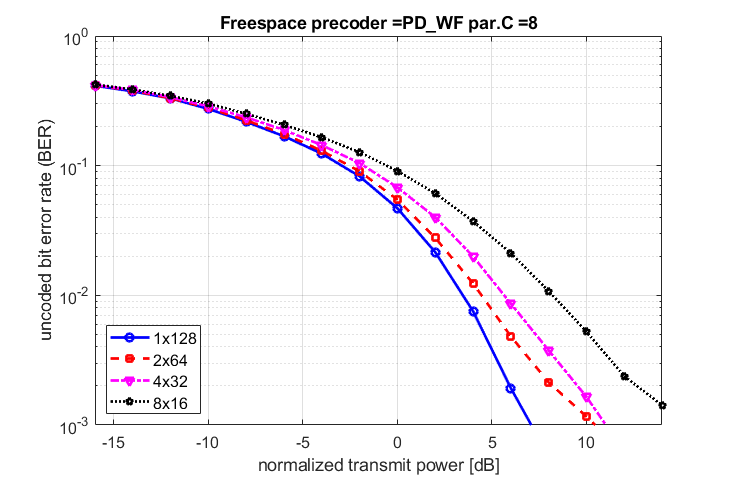 Freespace precoder =PD_WF par.C =8
10^0
10^-1
10^-2
10^-3
uncoded bit error rate (BER)
1x128
2x64
4x32
8x16
-15 -10 -5 0 5 10
normalized transmit power [dB]